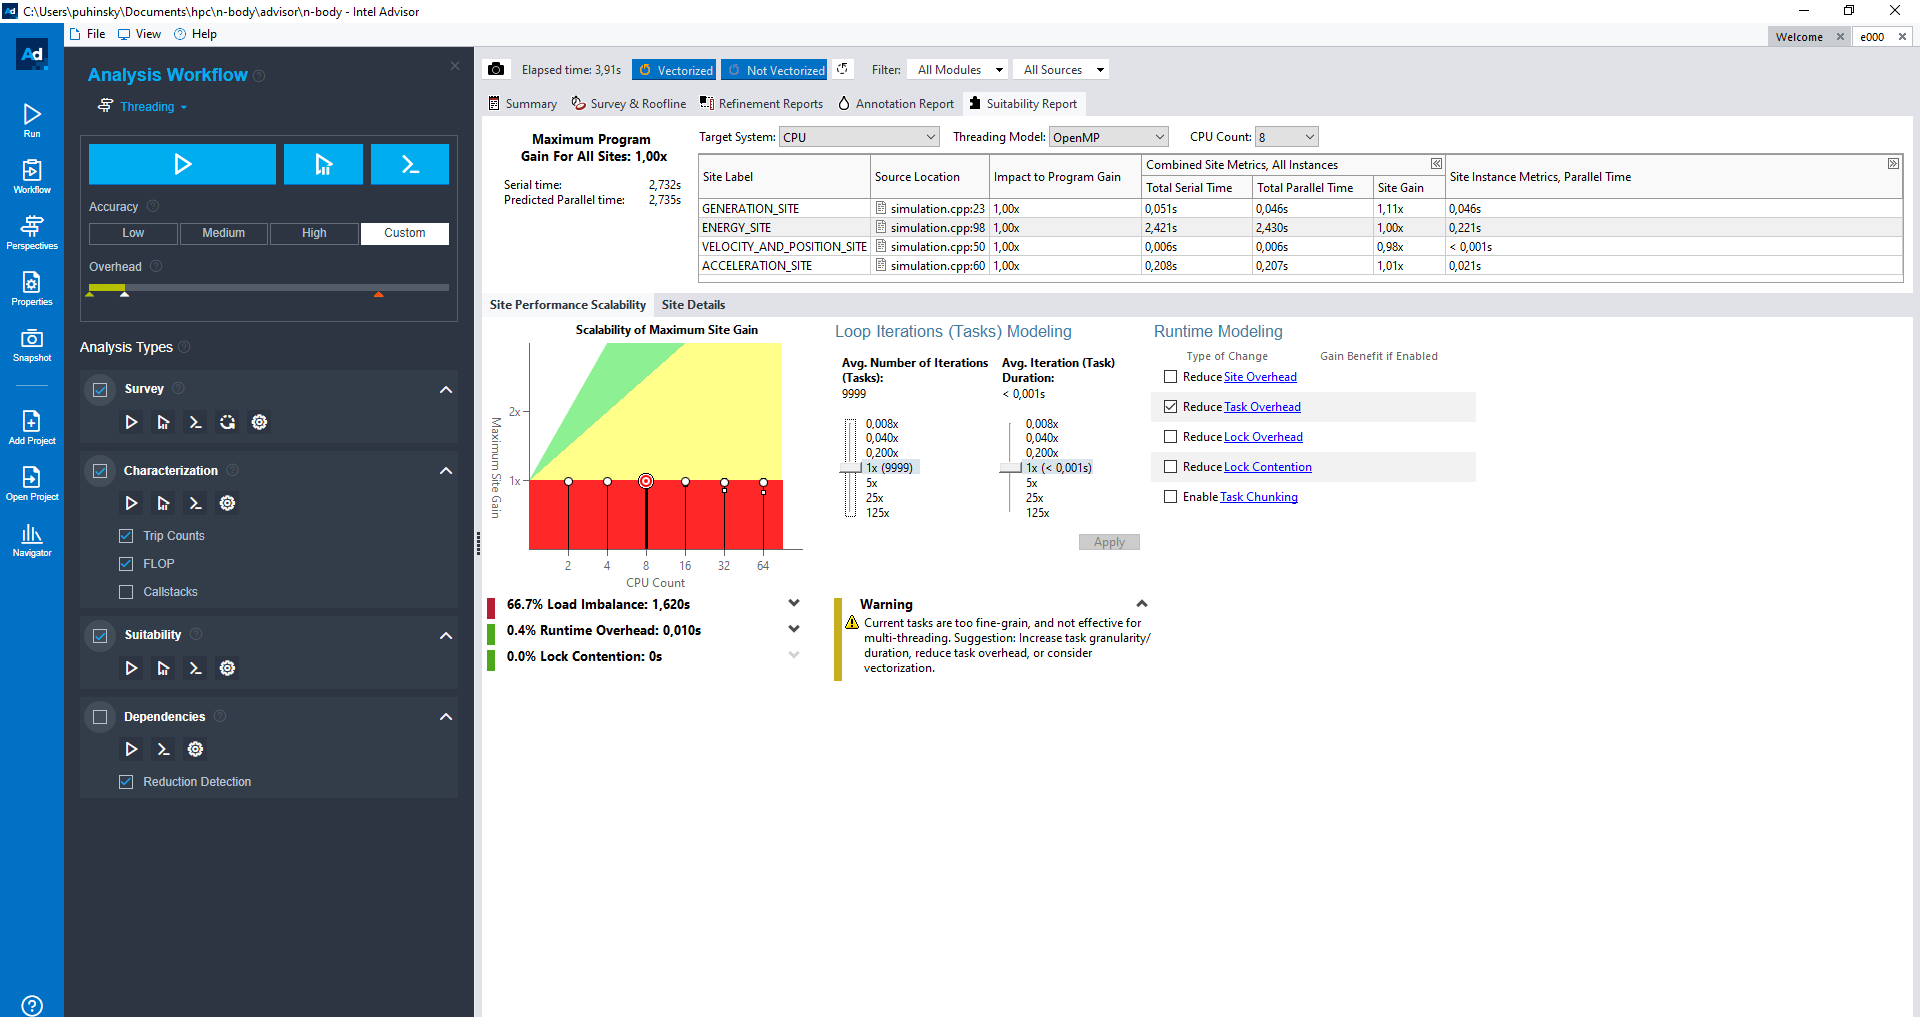 C:\Users\puhinsky\Documents\hpc\n-body\advisor\n-body - Intel Advisor
File View Help
Welcome
e000
Ad
Run
Workflow
Perspectives
Properties
Snapshot
Add Project
Open Project
Navigator
Analysis Workflow
Threading
Accuracy
Low Medium High Custom
Overhead
Analysis Types
Survey
Characterization
Trip Counts
FLOP
Callstacks
Suitability
Dependencies
Reduction Detection
Elapsed time: 3,91s Vectorized Not Vectorized Filter: All Modules All Sources
Summary Survey & Roofline Refinement Reports Annotation Report Suitability Report
Maximum Program
Gain For All Sites: 1,00x
Serial time: 2,732s
Predicted Parallel time: 2,735s
Target System: CPU Threading Model: OpenMP CPU Count: 8
Site Label Source Location Impact to Program Gain Combined Site Metrics, All Instances Site Instance Metrics, Parallel Time
Total Serial Time Total Parallel Time Site Gain
GENERATION_SITE simulation.cpp:23 1,00x 0,051s 0,046s 1,11x 0,046s
ENERGY_SITE simulation.cpp:98 1,00x 2,421s 2,430s 1,00x 0,221s
VELOCITY_AND_POSITION_SITE simulation.cpp:50 1,00x 0,006s 0,006s 0,98x < 0,001s
ACCELERATION_SITE simulation.cpp:60 1,00x 0,208s 0,207s 1,01x 0,021s
Site Performance Scalability Site Details
Scalability of Maximum Site Gain
Maximum Site Gain
2x
1x
2 4 8 16 32 64
CPU Count
Loop Iterations (Tasks) Modeling
Avg. Number of Iterations
(Tasks):
9999
0,008x
0,040x
0,200x
1x (9999)
5x
25x
125x
Avg. Iteration (Task)
Duration:
< 0,001s
0,008x
0,040x
0,200x
1x (< 0,001s)
5x
25x
125x
Apply
Runtime Modeling
Type of Change Gain Benefit if Enabled
Reduce Site Overhead
Reduce Task Overhead
Reduce Lock Overhead
Reduce Lock Contention
Enable Task Chunking
66.7% Load Imbalance: 1,620s
0.4% Runtime Overhead: 0,010s
0.0% Lock Contention: 0s
Warning
Current tasks are too fine-grain, and not effective for
multi-threading. Suggestion: Increase task granularity/
duration, reduce task overhead, or consider
vectorization.